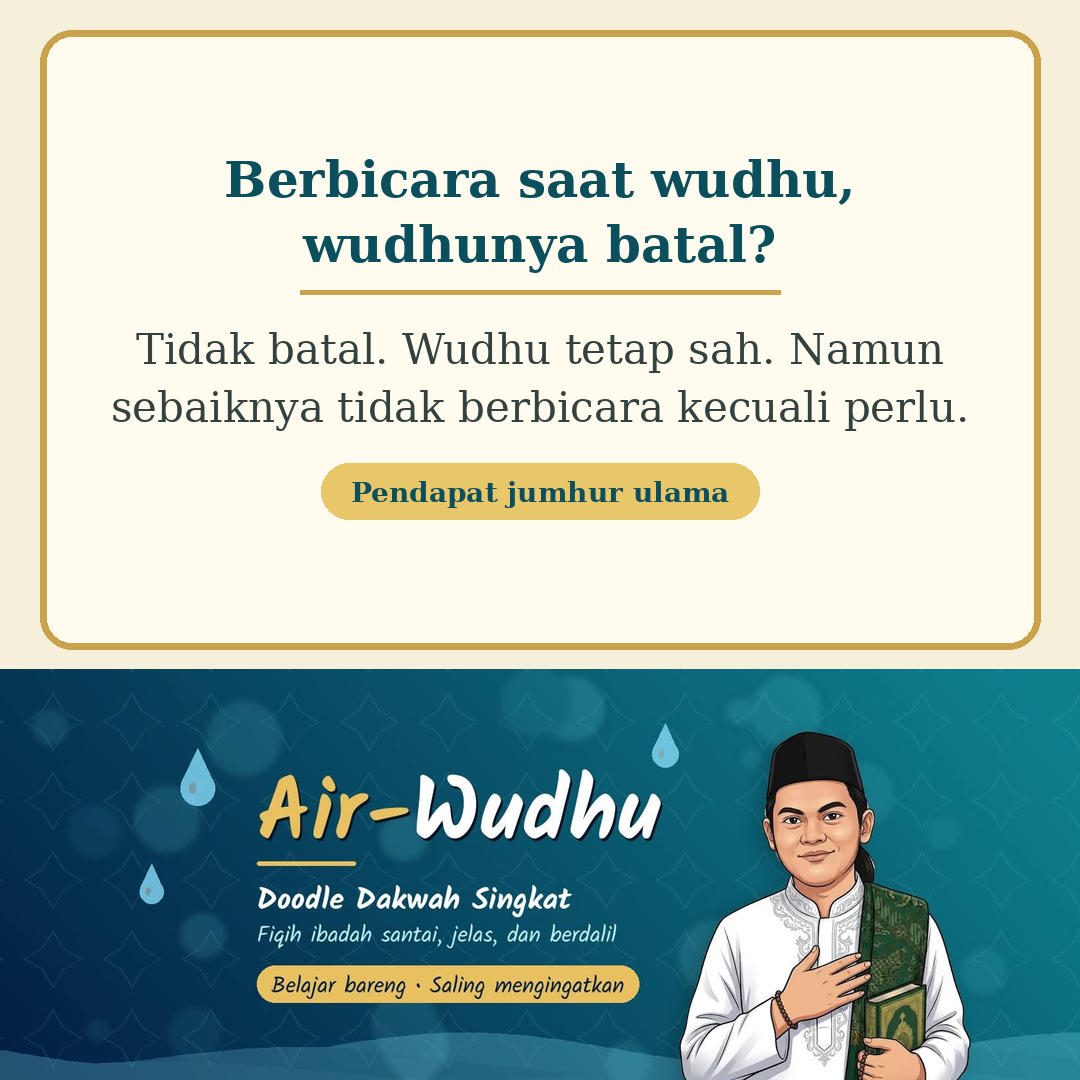 Berbicara saat wudhu,
wudhunya batal?
Tidak batal. Wudhu tetap sah. Namun
sebaiknya tidak berbicara kecuali perlu.
Pendapat jumhur ulama
Air-Wudhu
Doodle Dakwah Singkat
Fiqih ibadah santai, jelas, dan berdalil
Belajar bareng · Saling mengingatkan